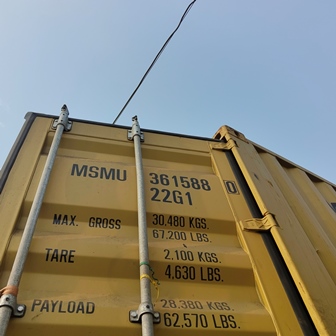 MSMU 361588 0
22G1
MAX. GROSS 30,480 KGS.
67,200 LBS.
TARE 2,100 KGS.
4,630 LBS.
PAYLOAD 28,380 KGS.
62,570 LBS.